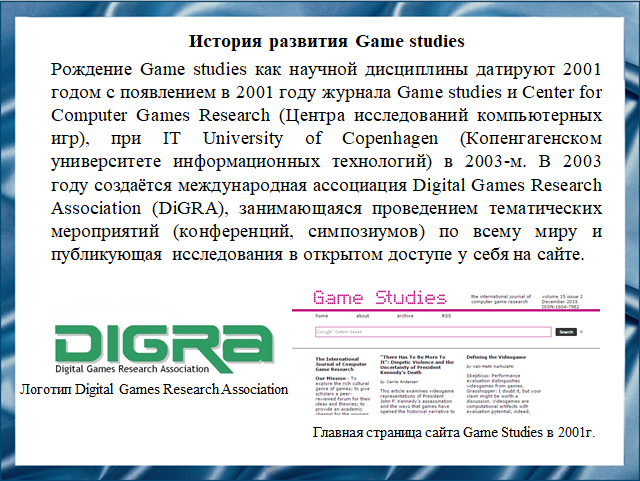 История развития Game studies
Рождение Game studies как научной дисциплины датируют 2001
годом с появлением в 2001 году журнала Game studies и Center for
Computer Games Research (Центра исследований компьютерных
игр), при IT University of Copenhagen (Копенгагенском
университете информационных технологий) в 2003-м. В 2003
году создаётся международная ассоциация Digital Games Research
Association (DiGRA), занимающаяся проведением тематических
мероприятий (конференций, симпозиумов) по всему миру и
публикующая исследования в открытом доступе у себя на сайте.
DIGRA
Digital Games Research Association
Логотип Digital Games Research Association
Game Studies
the international journal of
computer game research
volume 15 issue 2
December 2015
ISSN:1604-7982
home about archive RSS
Google Game Search
Search
The International
Journal of Computer
Game Research
Our Mission - To
explore the rich cultural
genre of games; to give
scholars a peer-
reviewed forum for their
ideas and theories; to
provide an academic
channel for the ongoing
"There Has To Be More To
It": Diegetic Violence and the
Uncertainty of President
Kennedy's Death
by Carrie Andersen
This article examines videogame
representations of President
John F. Kennedy's assassination
and the ways that games have
opened the historical narrative to
Defining the Videogame
by Veli-Matti Karhulahti
Skeptics: Performance
evaluation distinguishes
videogames from games.
Grasshopper: I doubt it, but your
claim might be worth a
discussion. Videogames are
computational artifacts with
evaluation potential, indeed.
Главная страница сайта Game Studies в 2001г.